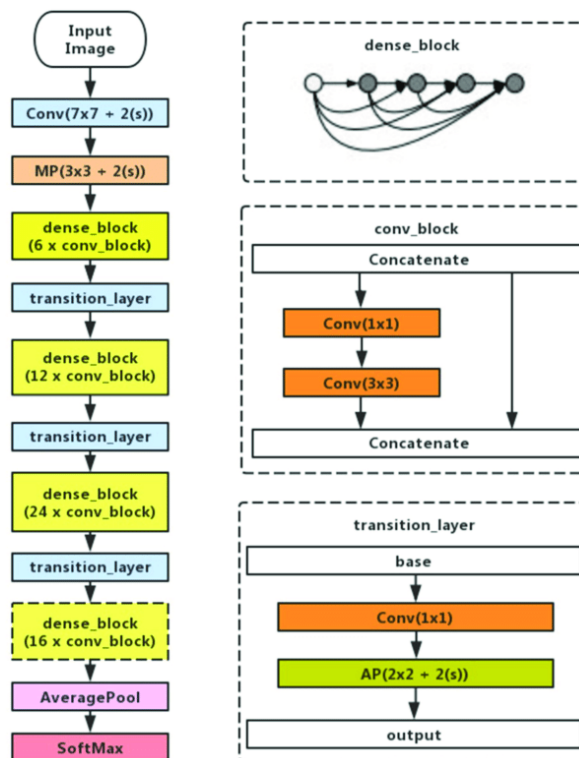 Input
Image
Conv(7x7 + 2(s))
MP(3x3 + 2(s))
dense_block
(6 x conv_block)
transition_layer
dense_block
(12 x conv_block)
transition_layer
dense_block
(24 x conv_block)
transition_layer
dense_block
(16 x conv_block)
AveragePool
SoftMax
dense_block
conv_block
Concatenate
Conv(1x1)
Conv(3x3)
Concatenate
transition_layer
base
Conv(1x1)
AP(2x2 + 2(s))
output